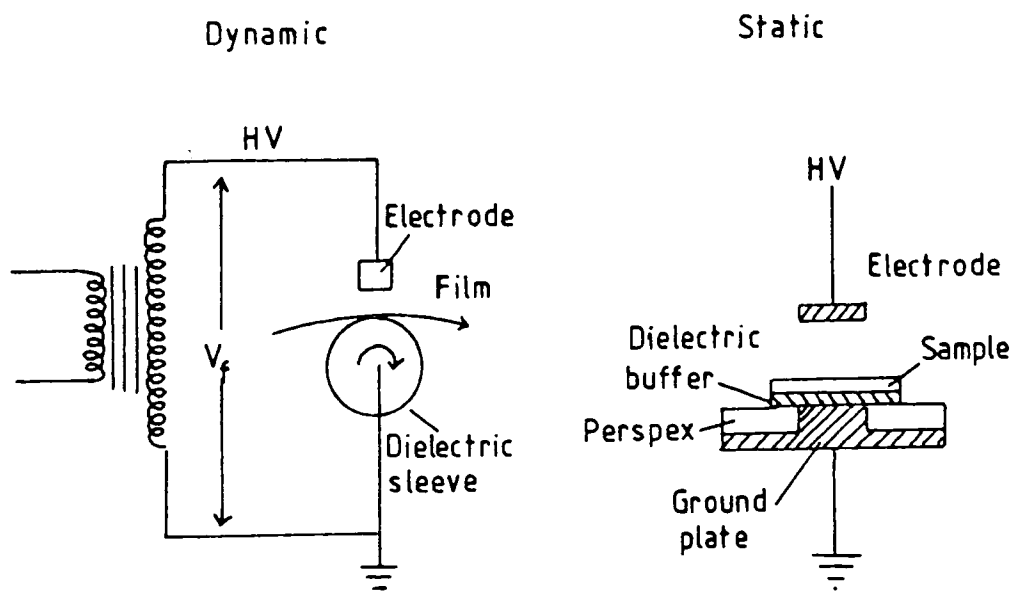 Dynamic
Static
HV
Electrode
Film
V_f
Dielectric
sleeve
HV
Electrode
Dielectric
buffer
Sample
Perspex
Ground
plate